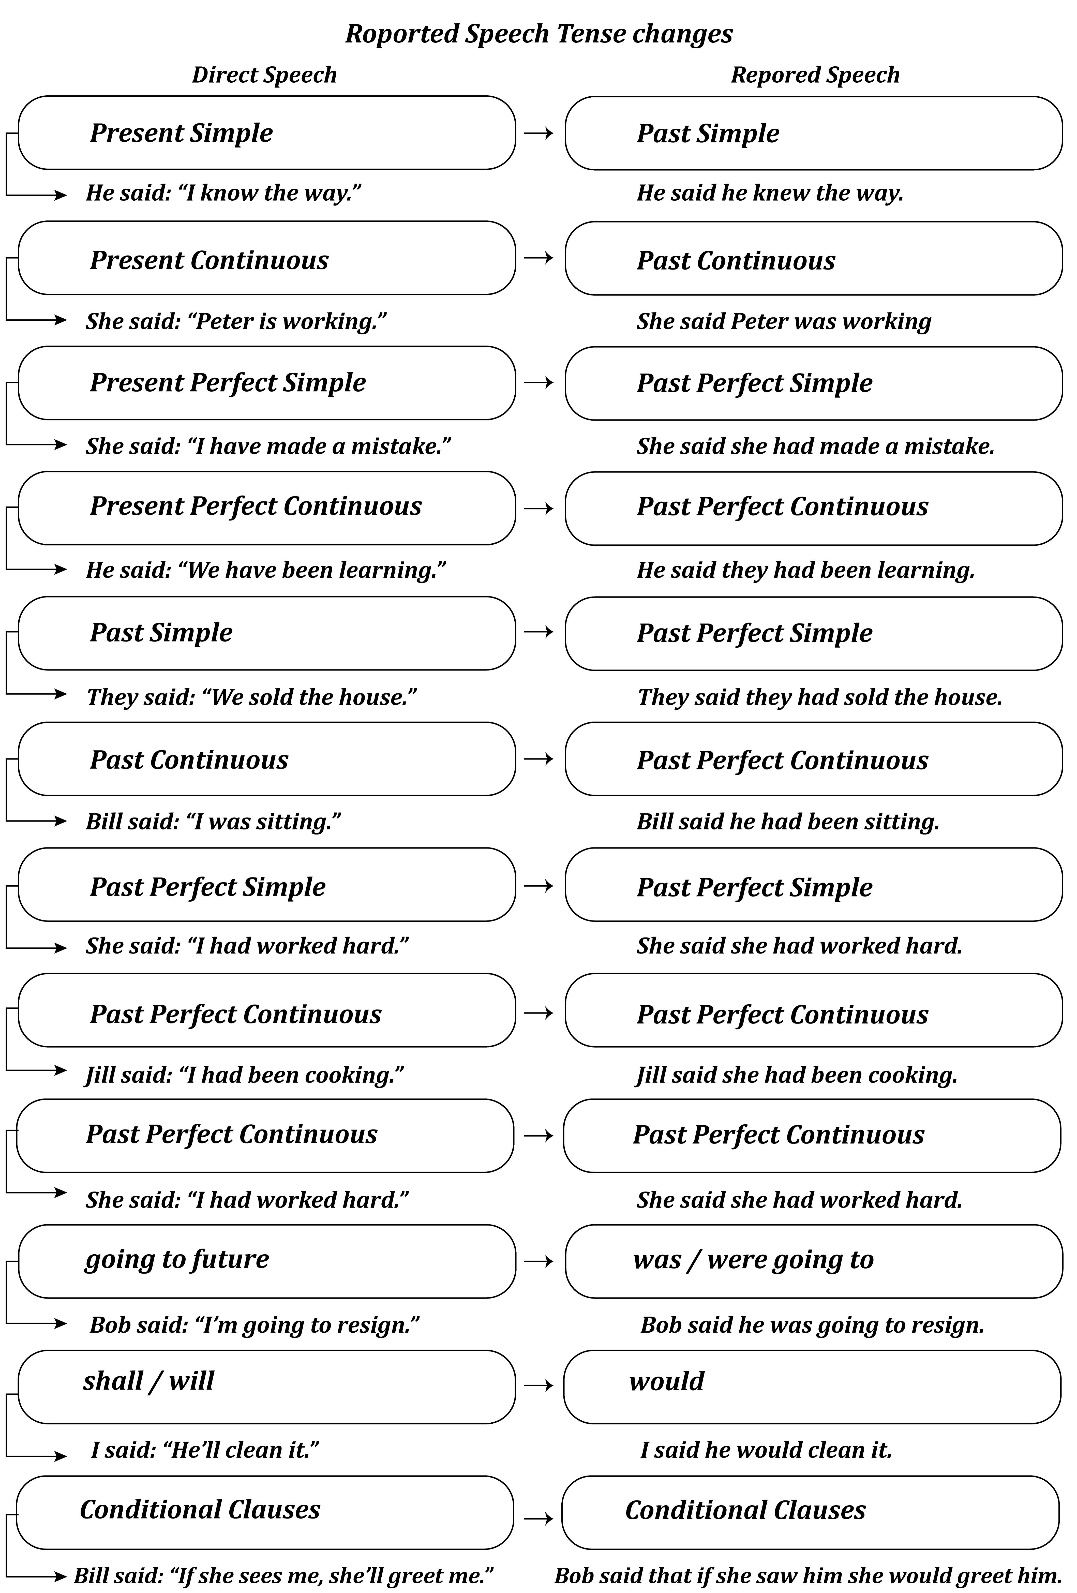 Roported Speech Tense changes
Direct Speech Repored Speech
Present Simple Past Simple
He said: “I know the way.” He said he knew the way.
Present Continuous Past Continuous
She said: “Peter is working.” She said Peter was working
Present Perfect Simple Past Perfect Simple
She said: “I have made a mistake.” She said she had made a mistake.
Present Perfect Continuous Past Perfect Continuous
He said: “We have been learning.” He said they had been learning.
Past Simple Past Perfect Simple
They said: “We sold the house.” They said they had sold the house.
Past Continuous Past Perfect Continuous
Bill said: “I was sitting.” Bill said he had been sitting.
Past Perfect Simple Past Perfect Simple
She said: “I had worked hard.” She said she had worked hard.
Past Perfect Continuous Past Perfect Continuous
Jill said: “I had been cooking.” Jill said she had been cooking.
Past Perfect Continuous Past Perfect Continuous
She said: “I had worked hard.” She said she had worked hard.
going to future was / were going to
Bob said: “I’m going to resign.” Bob said he was going to resign.
shall / will would
I said: “He’ll clean it.” I said he would clean it.
Conditional Clauses Conditional Clauses
Bill said: “If she sees me, she’ll greet me.” Bob said that if she saw him she would greet him.